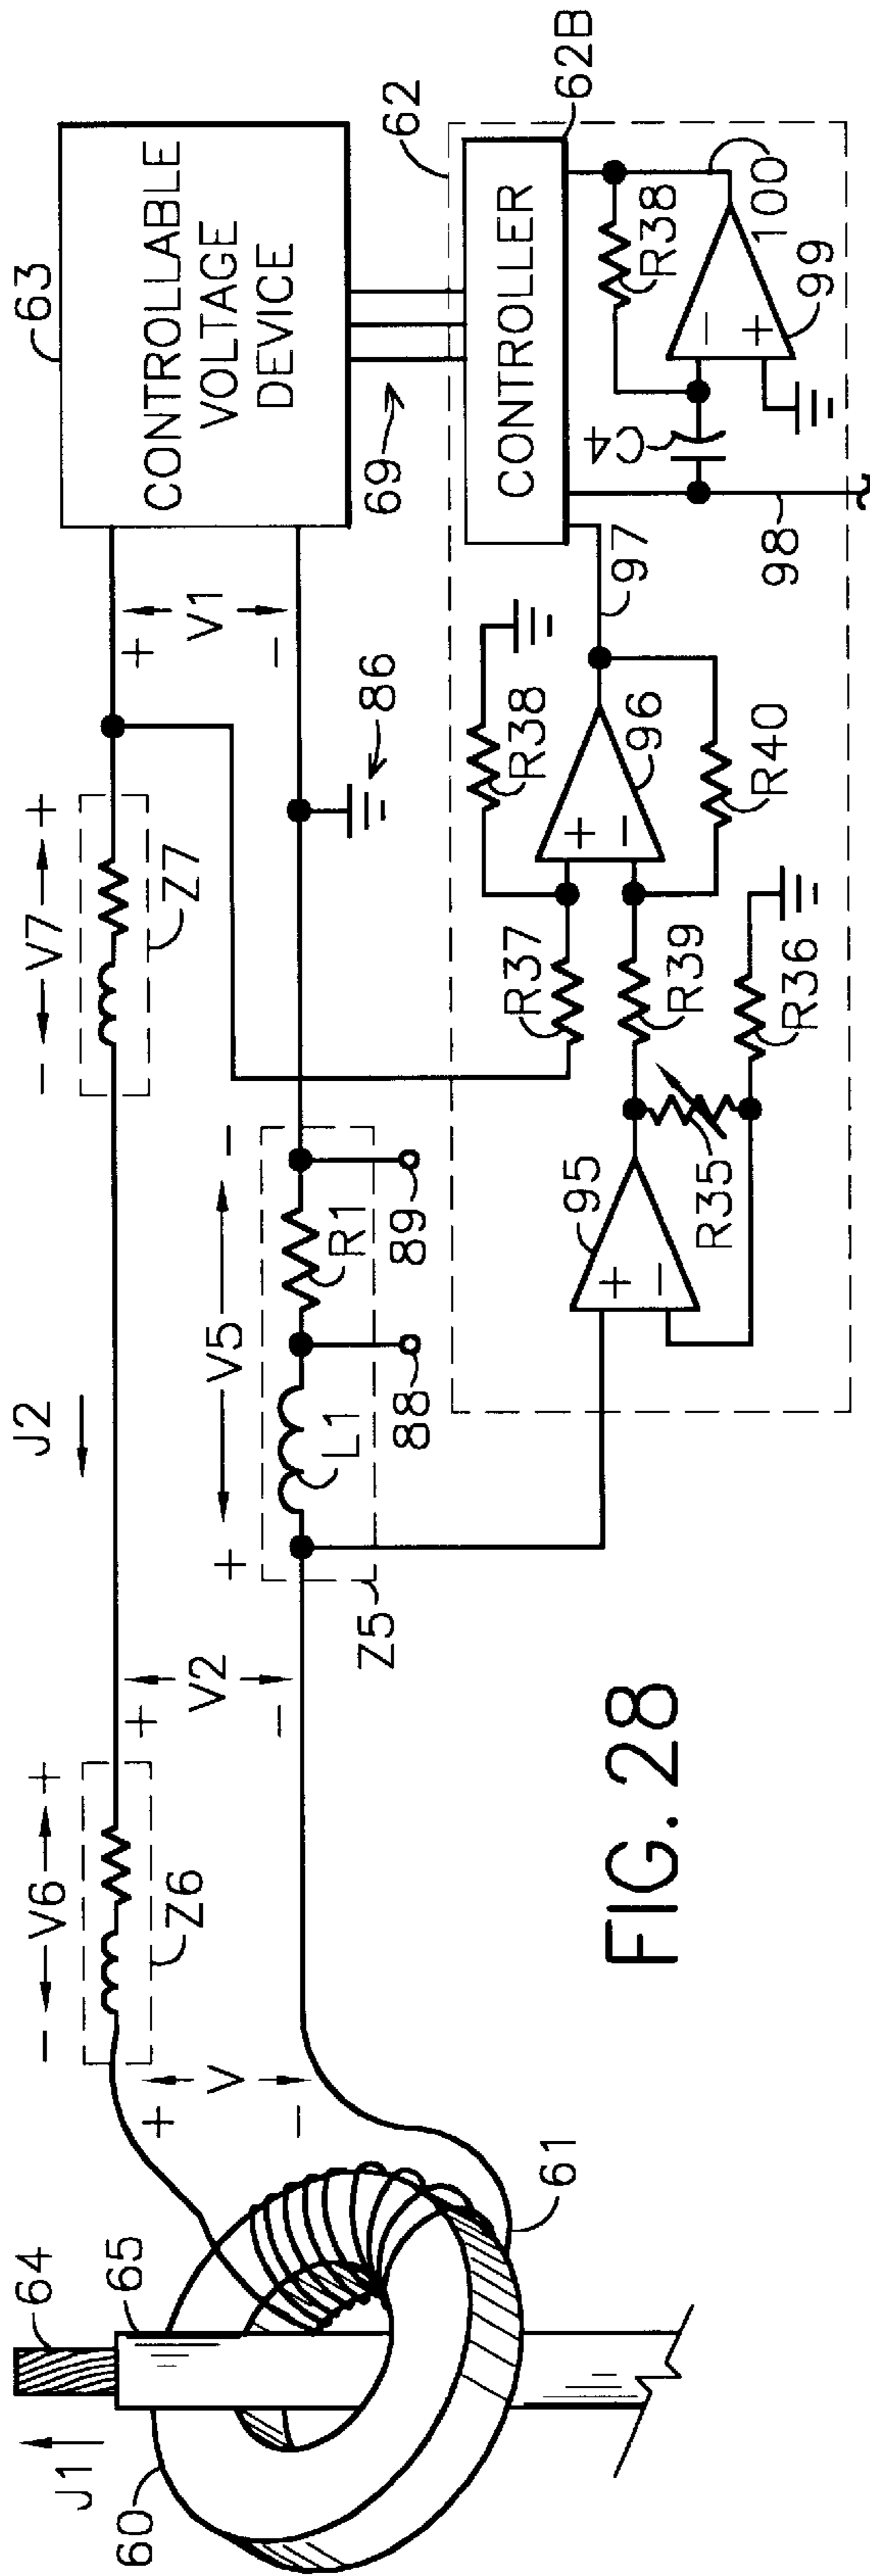 63
CONTROLLABLE
VOLTAGE
DEVICE
+
V1
-
- V7 +
Z7
J2
- V6 +
Z6
+
V2
-
+
V
-
64
65
J1
60
61
86
+ V5 -
L1
R1
88
89
Z5
69
62
62B
CONTROLLER
R38
+
-
96
R37
R39
R40
97
95
+
-
R35
R36
C4
98
R38
-
+
99
100
FIG. 28